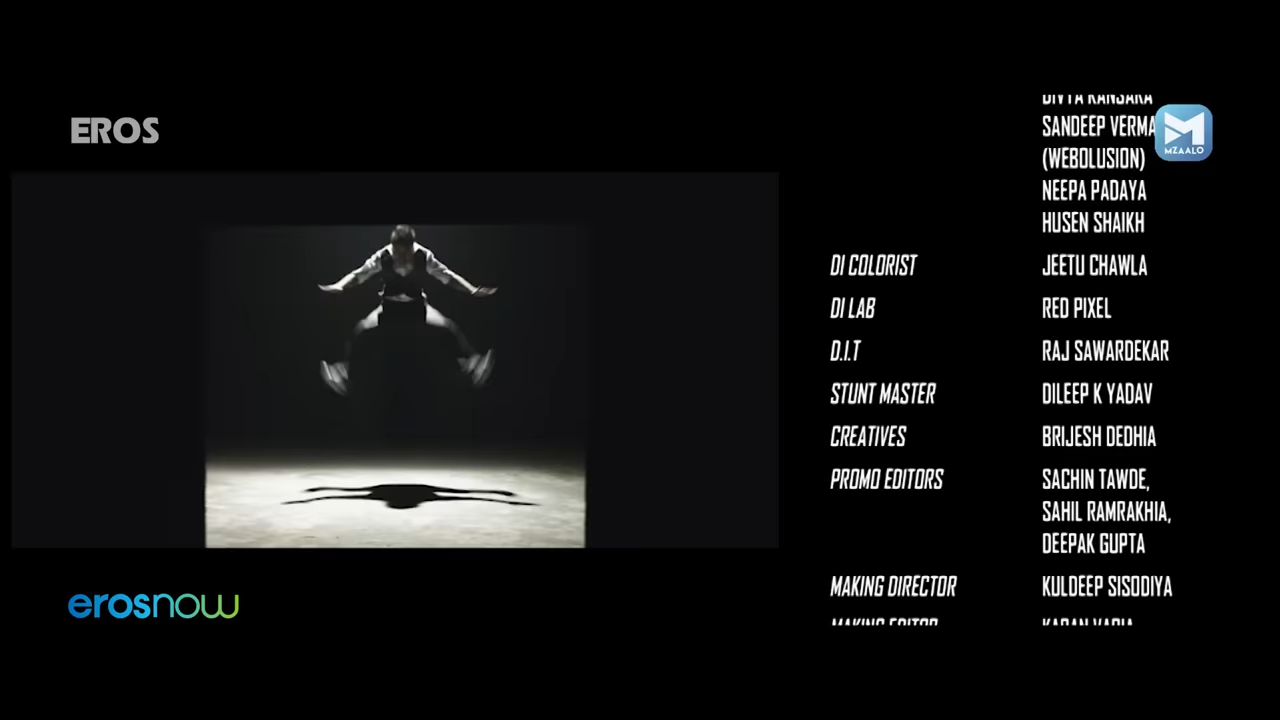 EROS
SANDEEP VERMA
MZAALO
(WEBOLUSION)
NEEPA PADAYA
HUSEN SHAIKH
DI COLORIST JEETU CHAWLA
DI LAB RED PIXEL
D.I.T RAJ SAWARDEKAR
STUNT MASTER DILEEP K YADAV
CREATIVES BRIJESH DEDHIA
PROMO EDITORS SACHIN TAWDE,
SAHIL RAMRAKHIA,
DEEPAK GUPTA
MAKING DIRECTOR KULDEEP SISODIYA
MAKING EDITOR
erosnow